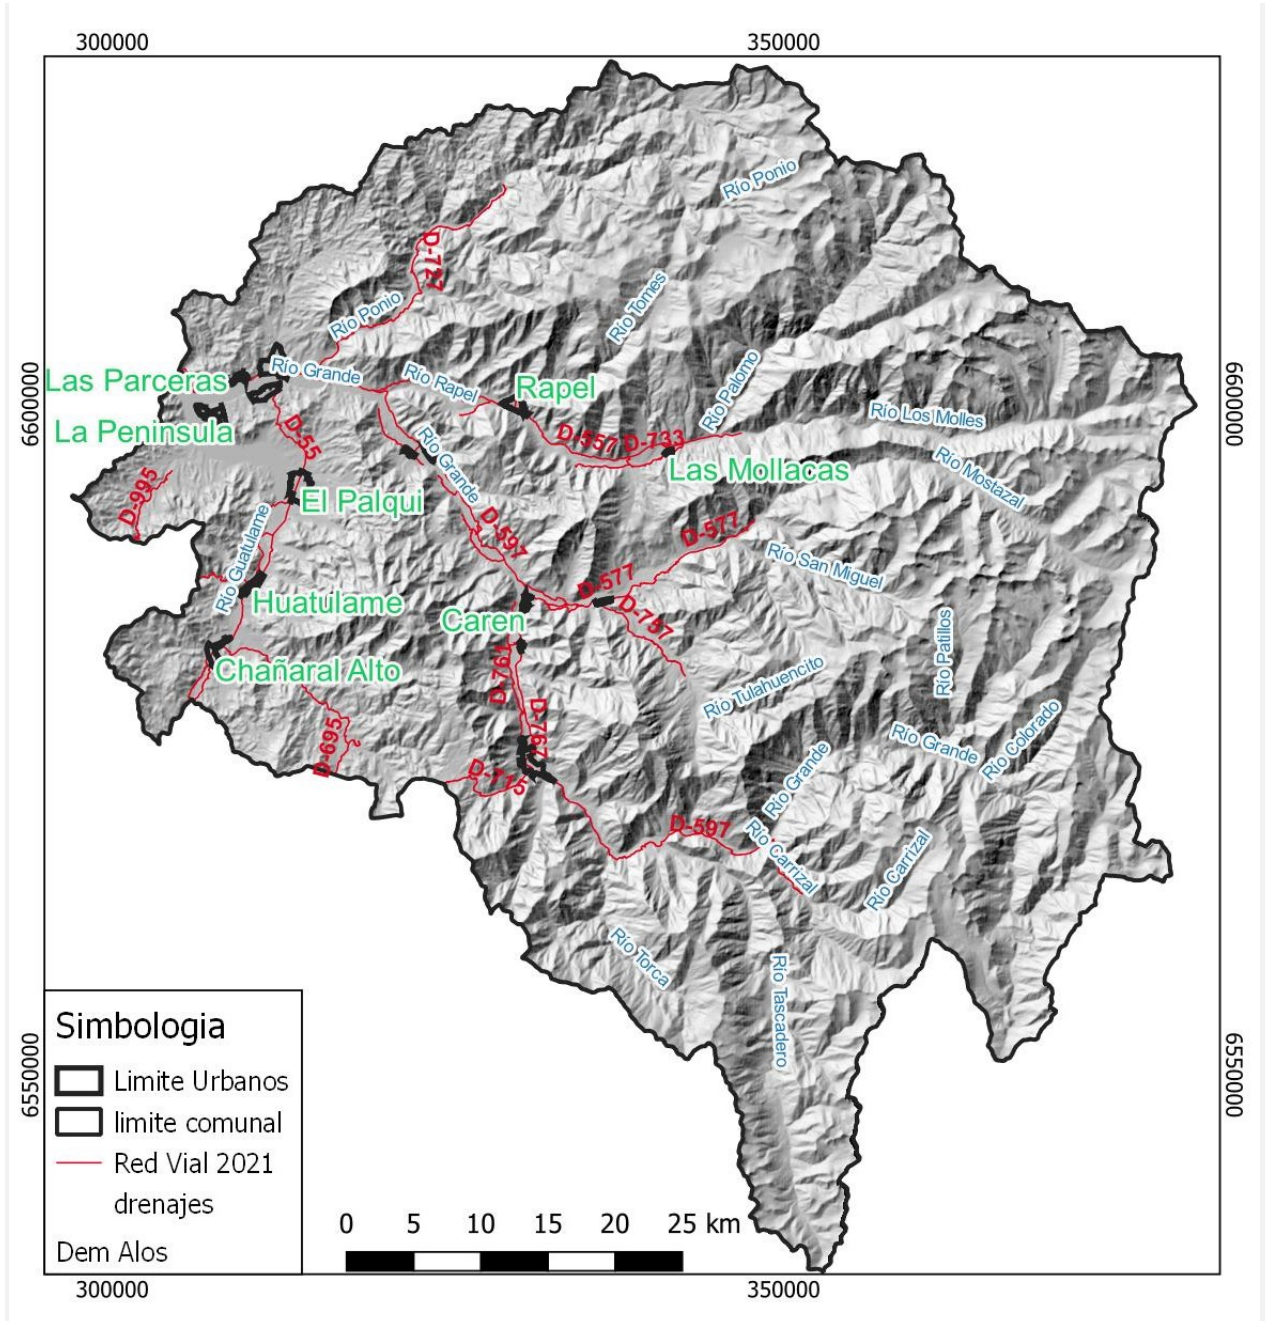 300000
350000
Río Ponio
D-727
Río Tomes
Río Ponio
Río Palomo
Río Grande
Río Rapel
Las Parceras
Rapel
6600000
6600000
La Peninsula
D-55
Río Los Molles
D-557
D-733
Las Mollacas
Río Grande
Río Mostazal
D-995
El Palqui
D-597
D-577
Río Guatulame
Río San Miguel
D-577
Huatulame
Caren
D-757
Río Patillos
Chañaral Alto
D-761
Río Tulahuencito
D-767
D-695
Río Grande
Río Colorado
D-715
Río Grande
D-597
Río Carrizal
Río Carrizal
Río Torca
Río Tascadero
Simbologia
Limite Urbanos
limite comunal
Red Vial 2021
drenajes
Dem Alos
6550000
6550000
0 5 10 15 20 25 km
300000
350000